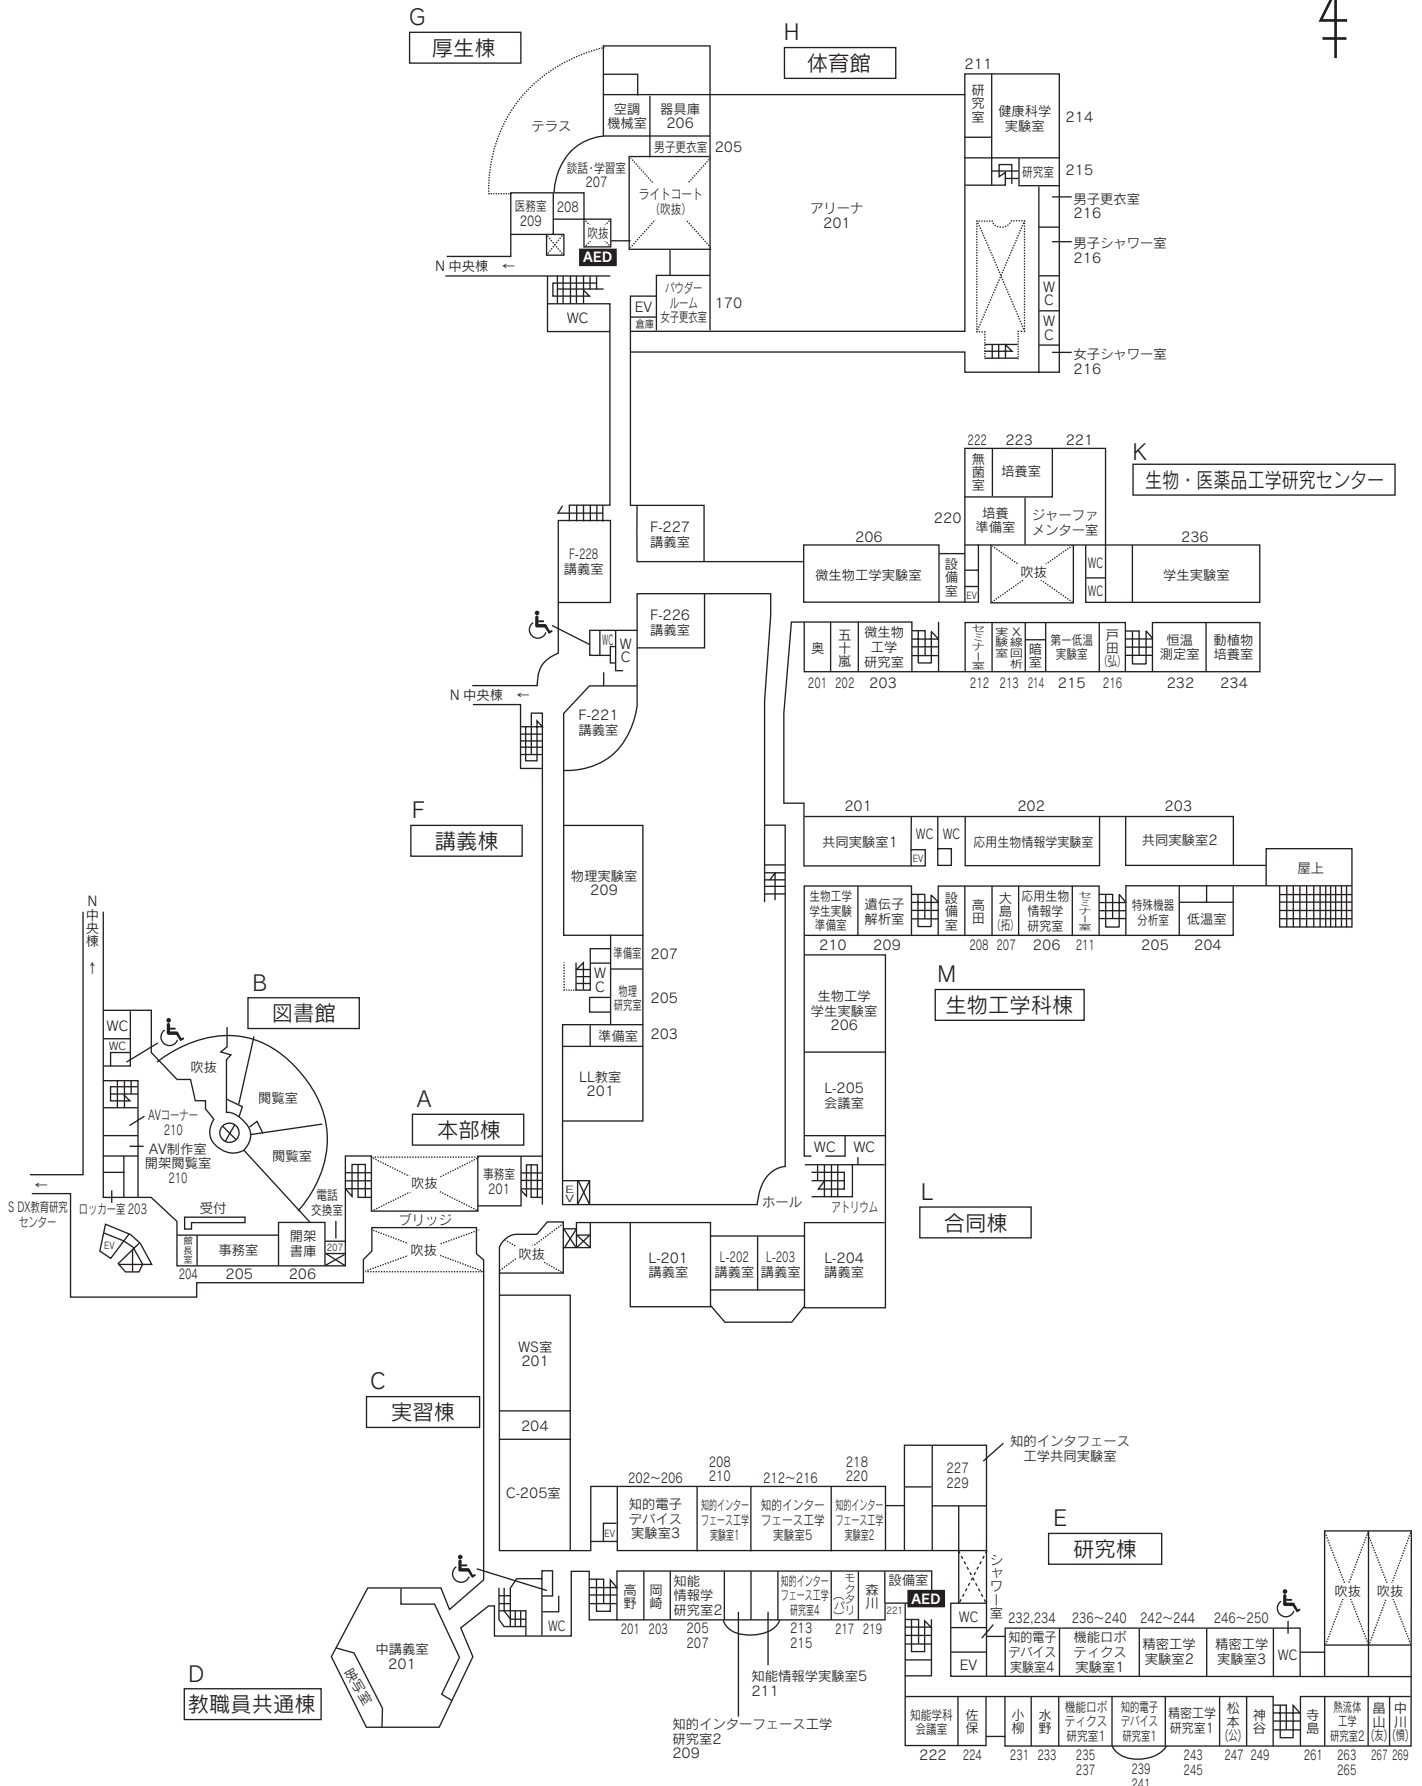 G
厚生棟
H
体育館
211
研究室
健康科学
実験室
214
空調
機械室
器具庫
206
テラス
男子更衣室
205
談話・学習室
207
ライトコート
(吹抜)
アリーナ
201
研究室
215
男子更衣室
216
男子シャワー室
216
医務室
209
208
吹抜
AED
N 中央棟 ←
パウダー
ルーム
女子更衣室
170
EV
倉庫
WC
WC
WC
女子シャワー室
216
222
223
221
K
生物・医薬品工学研究センター
無菌室
培養室
220
培養
準備室
ジャーファ
メンター室
F-227
講義室
F-228
講義室
206
微生物工学実験室
設備室
EV
吹抜
WC
WC
236
学生実験室
F-226
講義室
WC
WC
奥
五十嵐
微生物
工学
研究室
セミナー室
X線回析
実験室
暗室
第一低温
実験室
戸田(弘)
恒温
測定室
動植物
培養室
201
202
203
212
213
214
215
216
232
234
N 中央棟 ←
F-221
講義室
F
講義棟
201
202
203
共同実験室1
WC
WC
EV
応用生物情報学実験室
共同実験室2
屋上
物理実験室
209
生物工学
学生実験
準備室
遺伝子
解析室
設備室
高田
大島(拓)
応用生物
情報学
研究室
セミナー室
特殊機器
分析室
低温室
210
209
208
207
206
211
205
204
N中央棟
↑
準備室
207
WC
物理
研究室
205
準備室
203
M
生物工学科棟
生物工学
学生実験室
206
B
図書館
WC
WC
吹抜
閲覧室
閲覧室
AVコーナー
210
AV制作室
開架閲覧室
210
LL教室
201
L-205
会議室
A
本部棟
WC
WC
←
S DX教育研究
センター
ロッカー室 203
受付
電話
交換室
吹抜
事務室
201
EV
ホール
アトリウム
L
合同棟
ブリッジ
EV
館長室
事務室
開架
書庫
207
吹抜
吹抜
204
205
206
L-201
講義室
L-202
講義室
L-203
講義室
L-204
講義室
WS室
201
C
実習棟
204
C-205室
202~206
208
210
212~216
218
220
227
229
知的インタフェース
工学共同実験室
EV
知的電子
デバイス
実験室3
知的インター
フェース工学
実験室1
知的インター
フェース工学
実験室5
知的インター
フェース工学
実験室2
E
研究棟
シャワー室
吹抜
吹抜
高野
岡崎
知能
情報学
研究室2
知的インター
フェース工学
研究室4
モクタリ(パリ)
森川
設備室
AED
221
WC
WC
201
203
205
207
213
215
217
219
232,234
236~240
242~244
246~250
EV
知的電子
デバイス
実験室4
機能ロボ
ティクス
実験室1
精密工学
実験室2
精密工学
実験室3
WC
D
教職員共通棟
中講義室
201
映写室
知能情報学実験室5
211
知的インターフェース工学
研究室2
209
知能学科
会議室
佐保
小柳
水野
機能ロボ
ティクス
研究室1
知的電子
デバイス
研究室1
精密工学
研究室1
松本(公)
神谷
寺島
熱流体
工学
研究室2
畠山(友)
中川(慎)
222
224
231
233
235
237
239
241
243
245
247
249
261
263
265
267
269